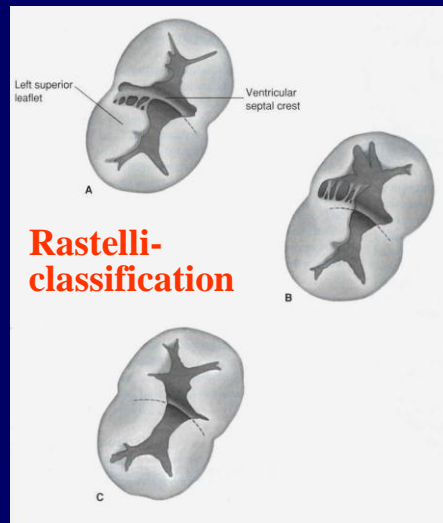 Left superior
leaflet
Ventricular
septal crest
A
Rastelli-
classification
B
C